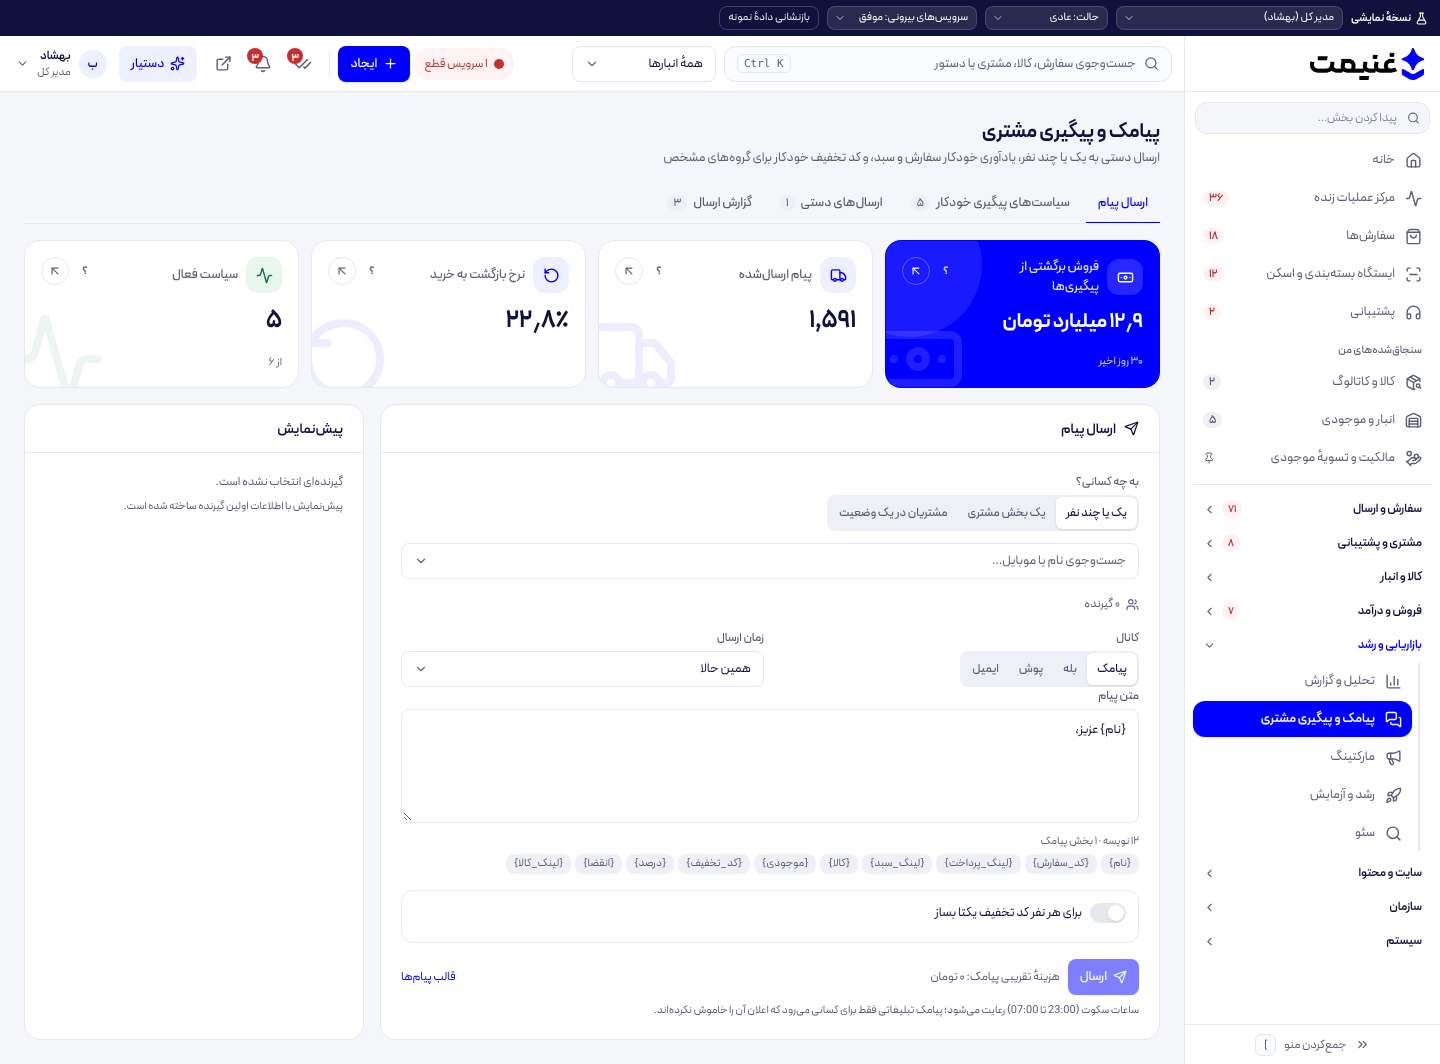 نسخهٔ نمایشی
مدیر کل (بهشاد)
حالت: عادی
سرویس‌های بیرونی: موفق
بازنشانی دادهٔ نمونه
غنیمت
جست‌وجوی سفارش، کالا، مشتری یا دستور
Ctrl K
همهٔ انبارها
۱ سرویس قطع
ایجاد
۳
۳
دستیار
ب
بهشاد
مدیر کل
پیدا کردن بخش...
خانه
مرکز عملیات زنده ۳۶
سفارش‌ها ۱۸
ایستگاه بسته‌بندی و اسکن ۱۲
پشتیبانی ۲
سنجاق‌شده‌های من
کالا و کاتالوگ ۲
انبار و موجودی ۵
مالکیت و تسویهٔ موجودی
سفارش و ارسال ۷۱
مشتری و پشتیبانی ۸
کالا و انبار
فروش و درآمد ۷
بازاریابی و رشد
تحلیل و گزارش
پیامک و پیگیری مشتری
مارکتینگ
رشد و آزمایش
سئو
سایت و محتوا
سازمان
سیستم
جمع‌کردن منو [
پیامک و پیگیری مشتری
ارسال دستی به یک یا چند نفر، یادآوری خودکار سفارش و سبد، و کد تخفیف خودکار برای گروه‌های مشخص
ارسال پیام
سیاست‌های پیگیری خودکار ۵
ارسال‌های دستی ۱
گزارش ارسال ۳
فروش برگشتی از پیگیری‌ها ؟
۱۲٫۹ میلیارد تومان
۳۰ روز اخیر
پیام ارسال‌شده ؟
۱,۵۹۱
نرخ بازگشت به خرید ؟
۲۲٫۸٪
سیاست فعال ؟
۵
از ۶
ارسال پیام
به چه کسانی؟
یک یا چند نفر
یک بخش مشتری
مشتریان در یک وضعیت
جست‌وجوی نام یا موبایل...
۰ گیرنده
کانال
پیامک
بله
پوش
ایمیل
زمان ارسال
همین حالا
متن پیام
{نام} عزیز،
۱۲ نویسه · ۱ بخش پیامک
{نام} {کد_سفارش} {لینک_پرداخت} {لینک_سبد} {کالا} {موجودی} {کد_تخفیف} {درصد} {انقضا} {لینک_کالا}
برای هر نفر کد تخفیف یکتا بساز
ارسال
هزینهٔ تقریبی پیامک: ۰ تومان
قالب پیام‌ها
ساعات سکوت (23:00 تا 07:00) رعایت می‌شود؛ پیامک تبلیغاتی فقط برای کسانی می‌رود که اعلان آن را خاموش نکرده‌اند.
پیش‌نمایش
گیرنده‌ای انتخاب نشده است.
پیش‌نمایش با اطلاعات اولین گیرنده ساخته شده است.